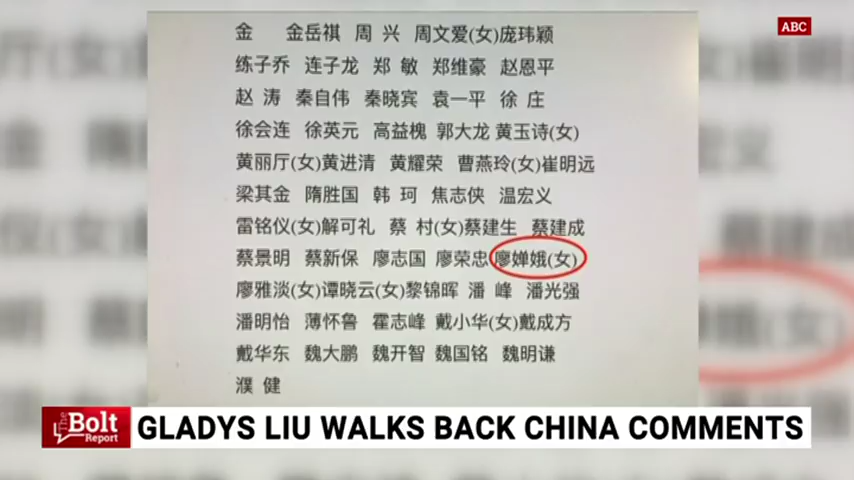 ABC
金 金岳祺 周 兴 周文爱(女)庞玮颖
练子乔 连子龙 郑 敏 郑维豪 赵恩平
赵 涛 秦自伟 秦晓宾 袁一平 徐 庄
徐会连 徐英元 高益槐 郭大龙 黄玉诗(女)
黄丽厅(女)黄进清 黄耀荣 曹燕玲(女)崔明远
梁其金 隋胜国 韩 珂 焦志侠 温宏义
雷铭仪(女)解可礼 蔡 村(女)蔡建生 蔡建成
蔡景明 蔡新保 廖志国 廖荣忠 廖婵娥(女)
廖雅淡(女)谭晓云(女)黎锦晖 潘 峰 潘光强
潘明怡 薄怀鲁 霍志峰 戴小华(女)戴成方
戴华东 魏大鹏 魏开智 魏国铭 魏明谦
濮 健
The Bolt Report
GLADYS LIU WALKS BACK CHINA COMMENTS